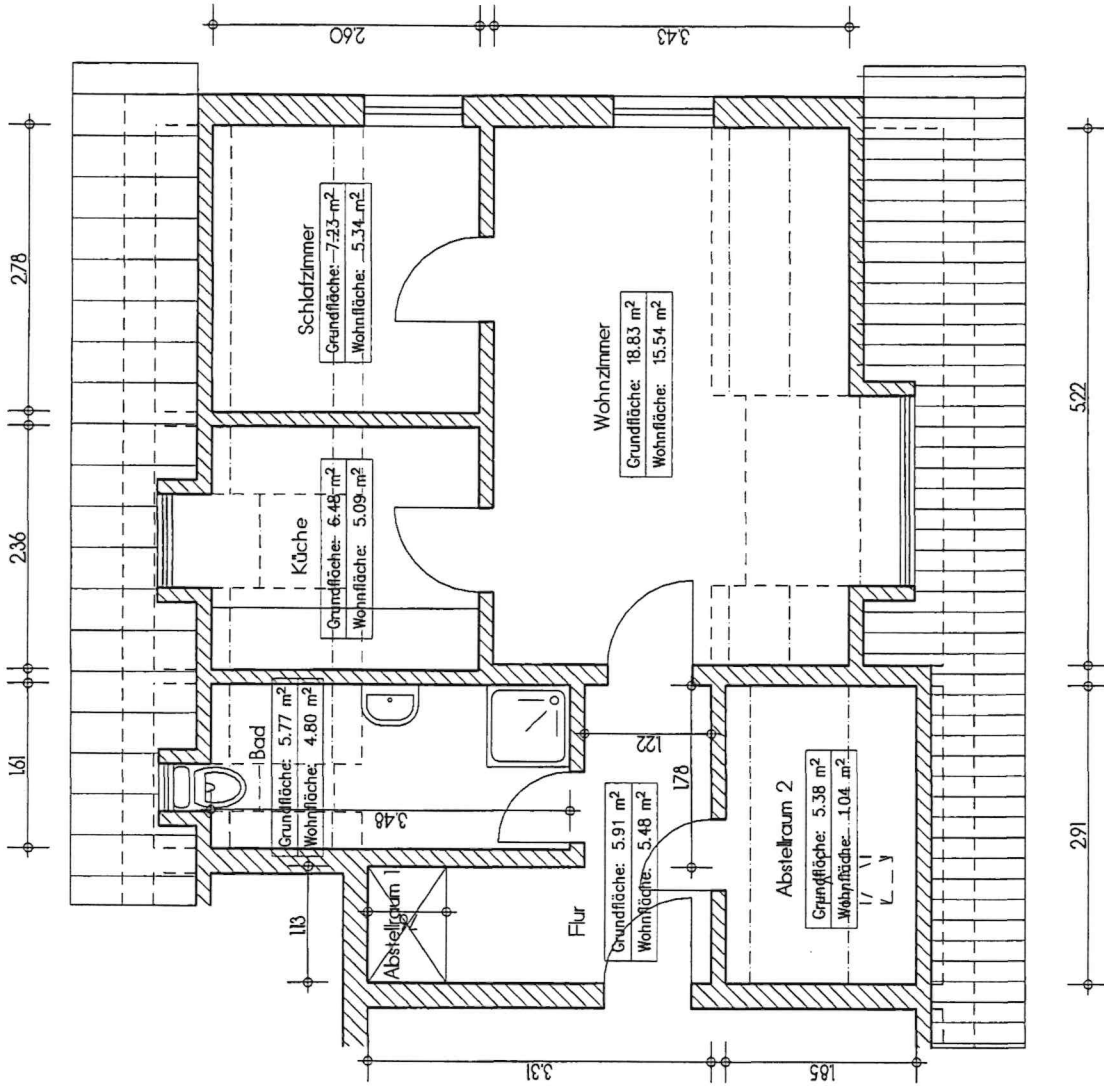 2.60
3.43
2.78
2.36
1.61
Schlafzimmer
Grundfläche: 7.23 m²
Wohnfläche: 5.34 m²
Küche
Grundfläche: 6.48 m²
Wohnfläche: 5.09 m²
Bad
Grundfläche: 5.77 m²
Wohnfläche: 4.80 m²
3.48
Wohnzimmer
Grundfläche: 18.83 m²
Wohnfläche: 15.54 m²
5.22
1.22
1.78
1.13
Abstellraum 1
Flur
Grundfläche: 5.91 m²
Wohnfläche: 5.48 m²
Abstellraum 2
Grundfläche: 5.38 m²
Wohnfläche: 1.04 m²
2.91
3.31
1.85